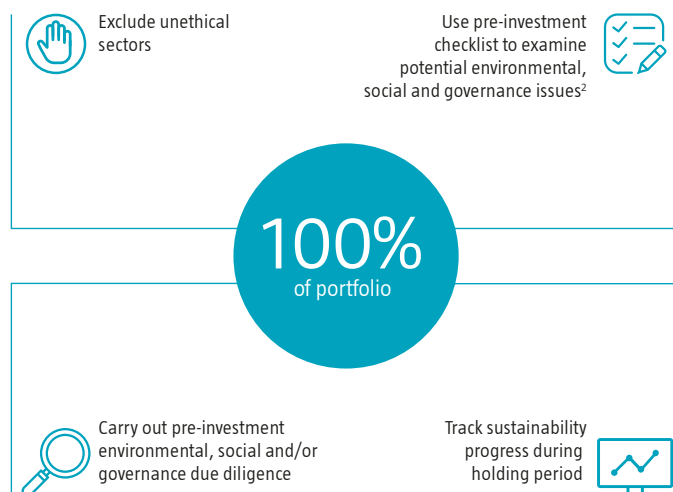 Exclude unethical
sectors
Use pre-investment
checklist to examine
potential environmental,
social and governance issues²
100%
of portfolio
Carry out pre-investment
environmental, social and/or
governance due diligence
Track sustainability
progress during
holding period